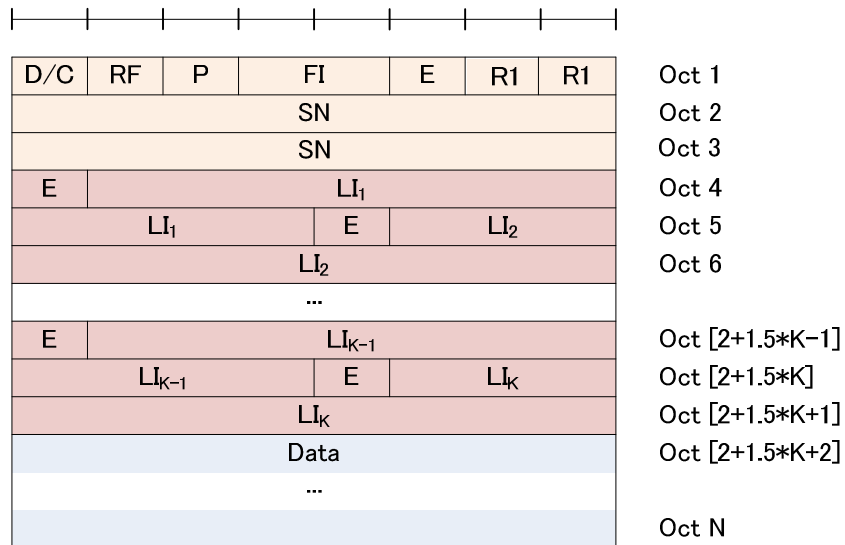 D/C RF P FI E R1 R1 Oct 1
SN Oct 2
SN Oct 3
E LI₁ Oct 4
LI₁ E LI₂ Oct 5
LI₂ Oct 6
...
E LIK₋₁ Oct [2+1.5*K-1]
LIK₋₁ E LIK Oct [2+1.5*K]
LIK Oct [2+1.5*K+1]
Data Oct [2+1.5*K+2]
...
Oct N